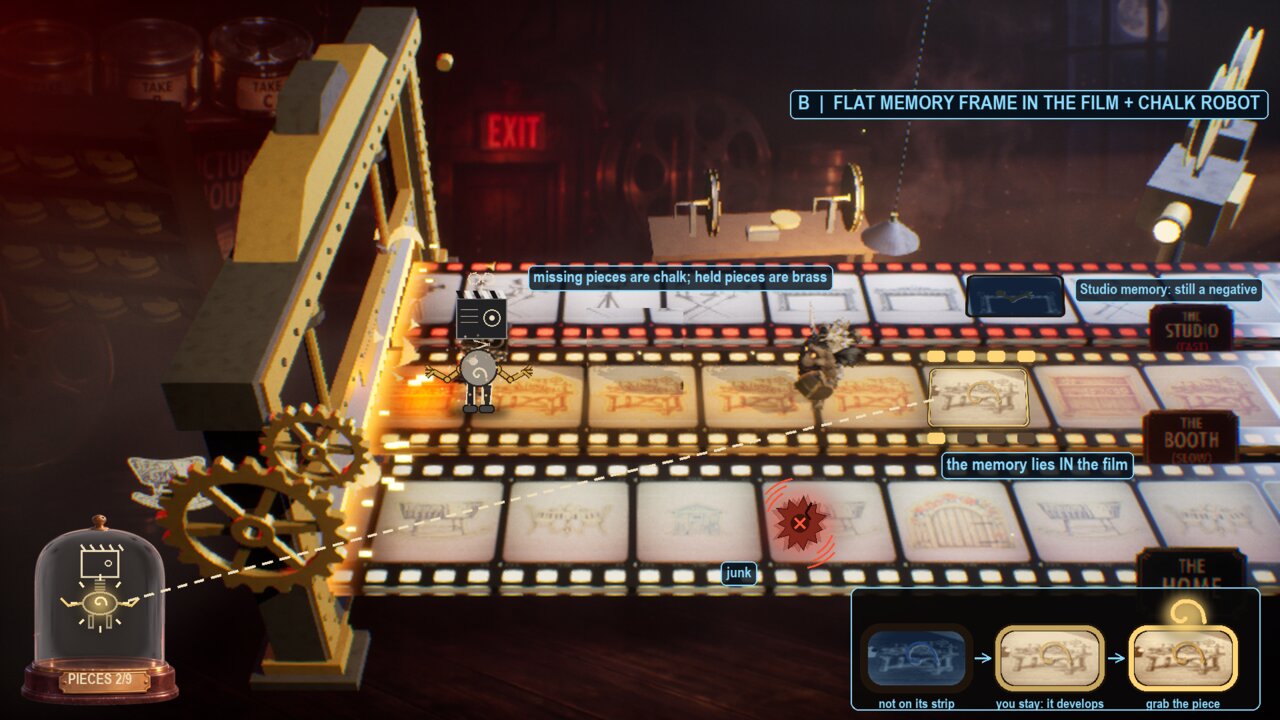 TAKE
TAKE
C
EXIT
B | FLAT MEMORY FRAME IN THE FILM + CHALK ROBOT
missing pieces are chalk; held pieces are brass
Studio memory: still a negative
THE
STUDIO
(FAST)
THE
BOOTH
(SLOW)
the memory lies IN the film
junk
THE
HOME
PIECES 2/9
not on its strip
you stay: it develops
grab the piece